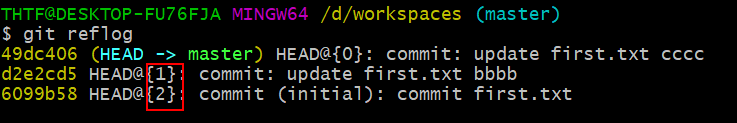 THTF@DESKTOP-FU76FJA MINGW64 /d/workspaces (master)
$ git reflog
49dc406 (HEAD -> master) HEAD@{0}: commit: update first.txt cccc
d2e2cd5 HEAD@{1}: commit: update first.txt bbbb
6099b58 HEAD@{2}: commit (initial): commit first.txt